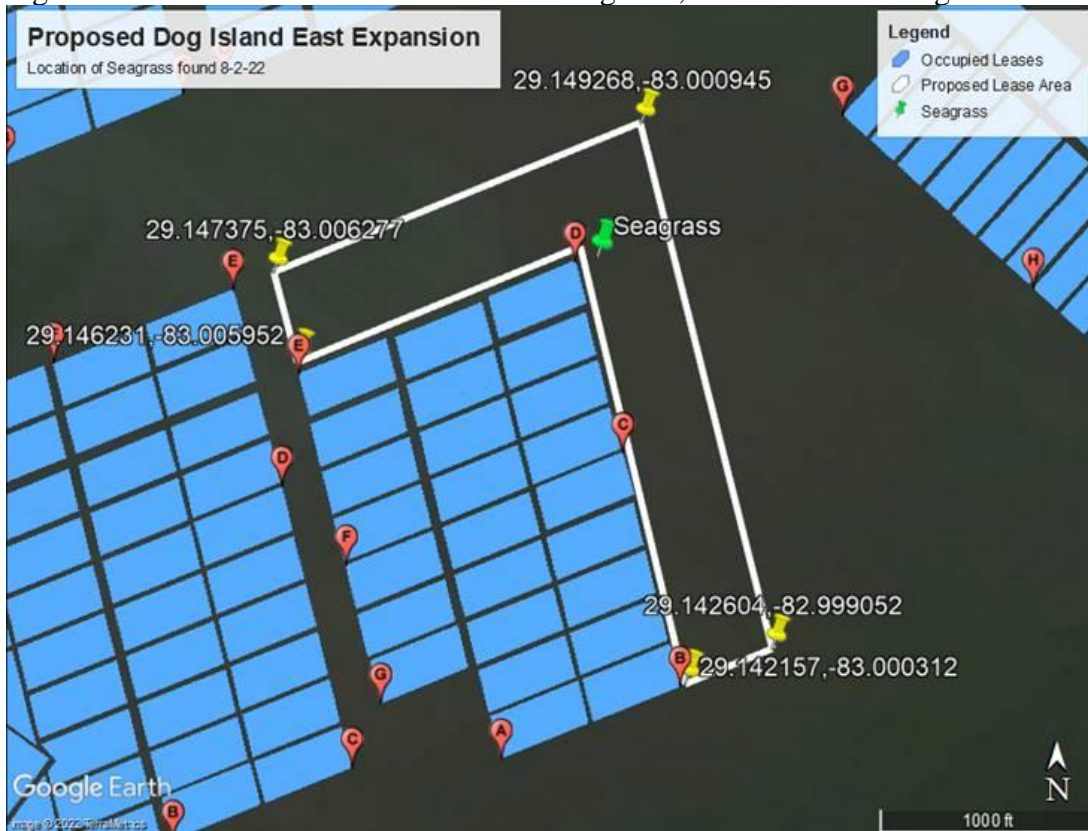 Proposed Dog Island East Expansion
Location of Seagrass found 8-2-22
Legend
Occupied Leases
Proposed Lease Area
Seagrass
29.149268,-83.000945
G
29.147375,-83.006277
D
Seagrass
E
H
29.146231,-83.005952
E
C
D
F
29.142604,-82.999052
B
29.142157,-83.000312
G
A
C
B
Google Earth
N
1000 ft